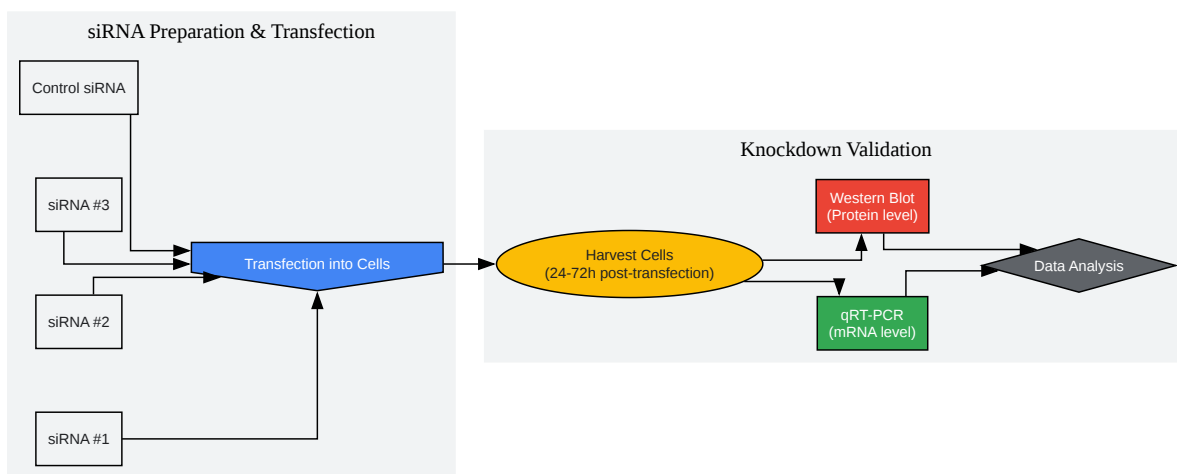 siRNA Preparation & Transfection
Control siRNA
siRNA #3
siRNA #2
siRNA #1
Transfection into Cells
Knockdown Validation
Harvest Cells
(24-72h post-transfection)
Western Blot
(Protein level)
qRT-PCR
(mRNA level)
Data Analysis